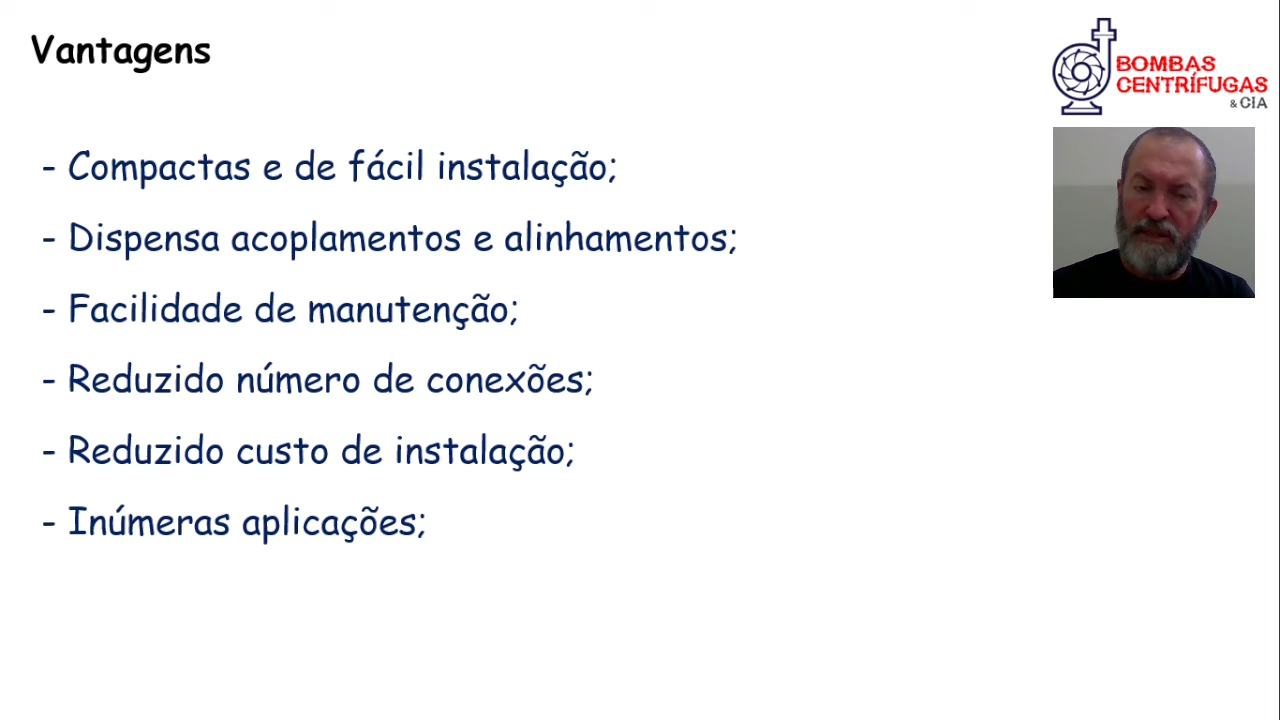 Vantagens
BOMBAS
CENTRÍFUGAS
& CIA
- Compactas e de fácil instalação;
- Dispensa acoplamentos e alinhamentos;
- Facilidade de manutenção;
- Reduzido número de conexões;
- Reduzido custo de instalação;
- Inúmeras aplicações;